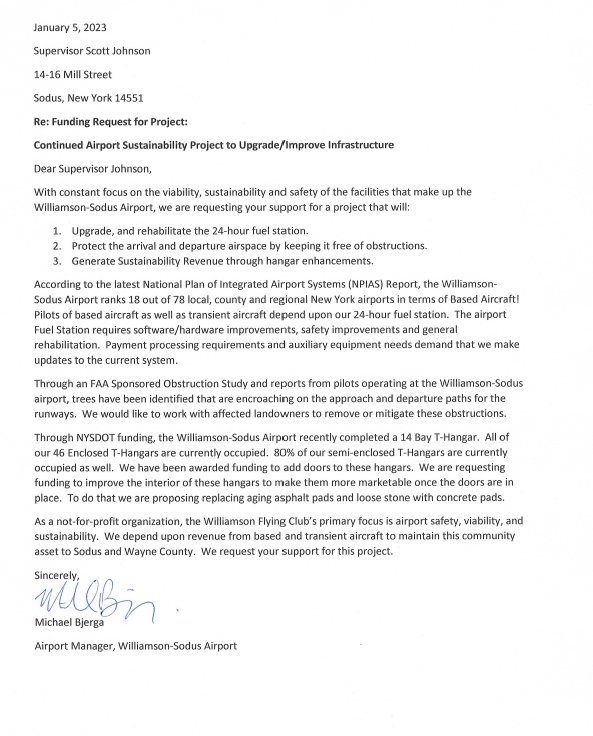 January 5, 2023
Supervisor Scott Johnson
14-16 Mill Street
Sodus, New York 14551
Re: Funding Request for Project:
Continued Airport Sustainability Project to Upgrade/Improve Infrastructure
Dear Supervisor Johnson,
With constant focus on the viability, sustainability and safety of the facilities that make up the
Williamson-Sodus Airport, we are requesting your support for a project that will:
1. Upgrade, and rehabilitate the 24-hour fuel station.
2. Protect the arrival and departure airspace by keeping it free of obstructions.
3. Generate Sustainability Revenue through hangar enhancements.
According to the latest National Plan of Integrated Airport Systems (NPIAS) Report, the Williamson-
Sodus Airport ranks 18 out of 78 local, county and regional New York airports in terms of Based Aircraft!
Pilots of based aircraft as well as transient aircraft depend upon our 24-hour fuel station. The airport
Fuel Station requires software/hardware improvements, safety improvements and general
rehabilitation. Payment processing requirements and auxiliary equipment needs demand that we make
updates to the current system.
Through an FAA Sponsored Obstruction Study and reports from pilots operating at the Williamson-Sodus
airport, trees have been identified that are encroaching on the approach and departure paths for the
runways. We would like to work with affected landowners to remove or mitigate these obstructions.
Through NYSDOT funding, the Williamson-Sodus Airport recently completed a 14 Bay T-Hangar. All of
our 46 Enclosed T-Hangars are currently occupied. 80% of our semi-enclosed T-Hangars are currently
occupied as well. We have been awarded funding to add doors to these hangars. We are requesting
funding to improve the interior of these hangars to make them more marketable once the doors are in
place. To do that we are proposing replacing aging asphalt pads and loose stone with concrete pads.
As a not-for-profit organization, the Williamson Flying Club's primary focus is airport safety, viability, and
sustainability. We depend upon revenue from based and transient aircraft to maintain this community
asset to Sodus and Wayne County. We request your support for this project.
Sincerely,
Michael Bjerga
Airport Manager, Williamson-Sodus Airport